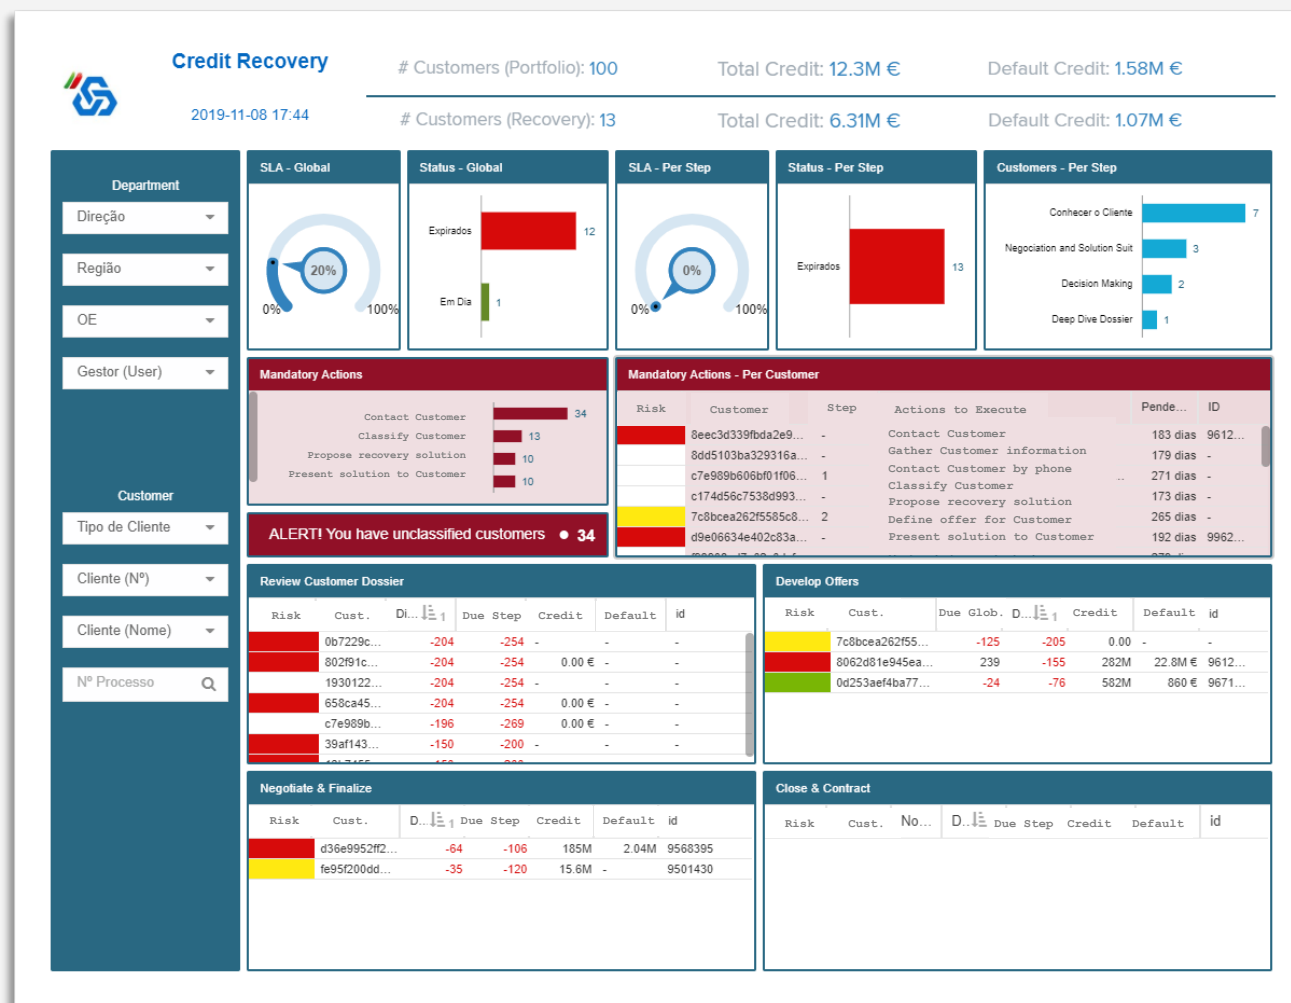 Credit Recovery
2019-11-08 17:44
# Customers (Portfolio): 100 Total Credit: 12.3M € Default Credit: 1.58M €
# Customers (Recovery): 13 Total Credit: 6.31M € Default Credit: 1.07M €
Department
Direção
Região
OE
Gestor (User)
Customer
Tipo de Cliente
Cliente (Nº)
Cliente (Nome)
Nº Processo
SLA - Global
20%
0% 100%
Status - Global
Expirados 12
Em Dia 1
SLA - Per Step
0%
0% 100%
Status - Per Step
Expirados 13
Customers - Per Step
Conhecer o Cliente 7
Negociation and Solution Suit 3
Decision Making 2
Deep Dive Dossier 1
Mandatory Actions
Contact Customer 34
Classify Customer 13
Propose recovery solution 10
Present solution to Customer 10
ALERT! You have unclassified customers ● 34
Mandatory Actions - Per Customer
Risk Customer Step Actions to Execute Pende... ID
8eec3d339fbda2e9... - Contact Customer 183 dias 9612...
8dd5103ba329316a... - Gather Customer information 179 dias -
c7e989b606bf01f06... 1 Contact Customer by phone .. 271 dias -
Classify Customer
c174d56c7538d993... - Propose recovery solution 173 dias -
7c8bcea262f5585c8... 2 Define offer for Customer 265 dias -
d9e06634e402c83a... - Present solution to Customer 192 dias 9962...
Review Customer Dossier
Risk Cust. Di... 1 Due Step Credit Default id
0b7229c... -204 -254 - - -
802f91c... -204 -254 0.00 € - -
1930122... -204 -254 - - -
658ca45... -204 -254 0.00 € - -
c7e989b... -196 -269 0.00 € - -
39af143... -150 -200 - - -
Develop Offers
Risk Cust. Due Glob. D... 1 Credit Default id
7c8bcea262f55... -125 -205 0.00 - -
8062d81e945ea... 239 -155 282M 22.8M € 9612...
0d253aef4ba77... -24 -76 582M 860 € 9671...
Negotiate & Finalize
Risk Cust. D... 1 Due Step Credit Default id
d36e9952ff2... -64 -106 185M 2.04M 9568395
fe95f200dd... -35 -120 15.6M - 9501430
Close & Contract
Risk Cust. No... D... Due Step Credit Default id